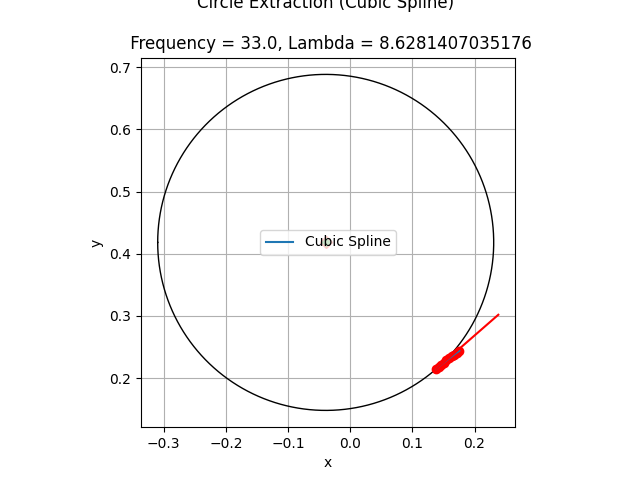 Circle Extraction (Cubic Spline)
Frequency = 33.0, Lambda = 8.6281407035176
0.7
0.6
0.5
y
0.4
Cubic Spline
0.3
0.2
−0.3 −0.2 −0.1 0.0 0.1 0.2
x